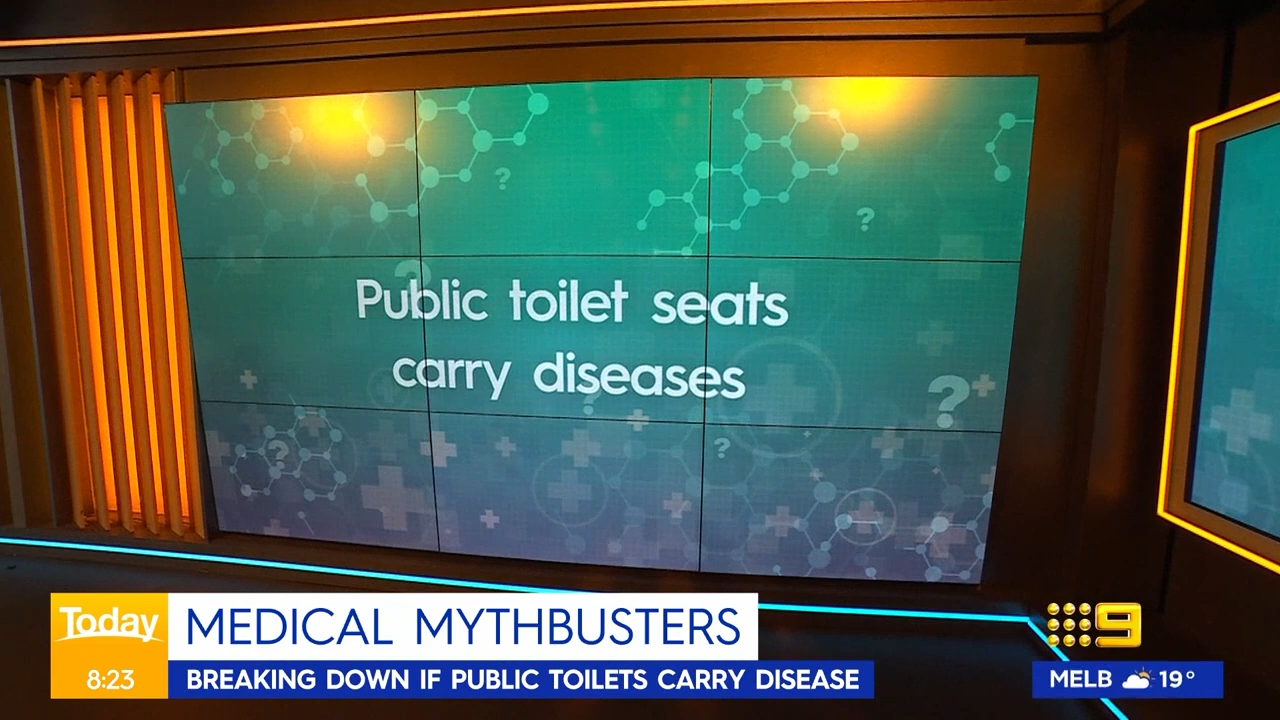 Public toilet seats
carry diseases
Today
8:23
MEDICAL MYTHBUSTERS
BREAKING DOWN IF PUBLIC TOILETS CARRY DISEASE
9
MELB 19°